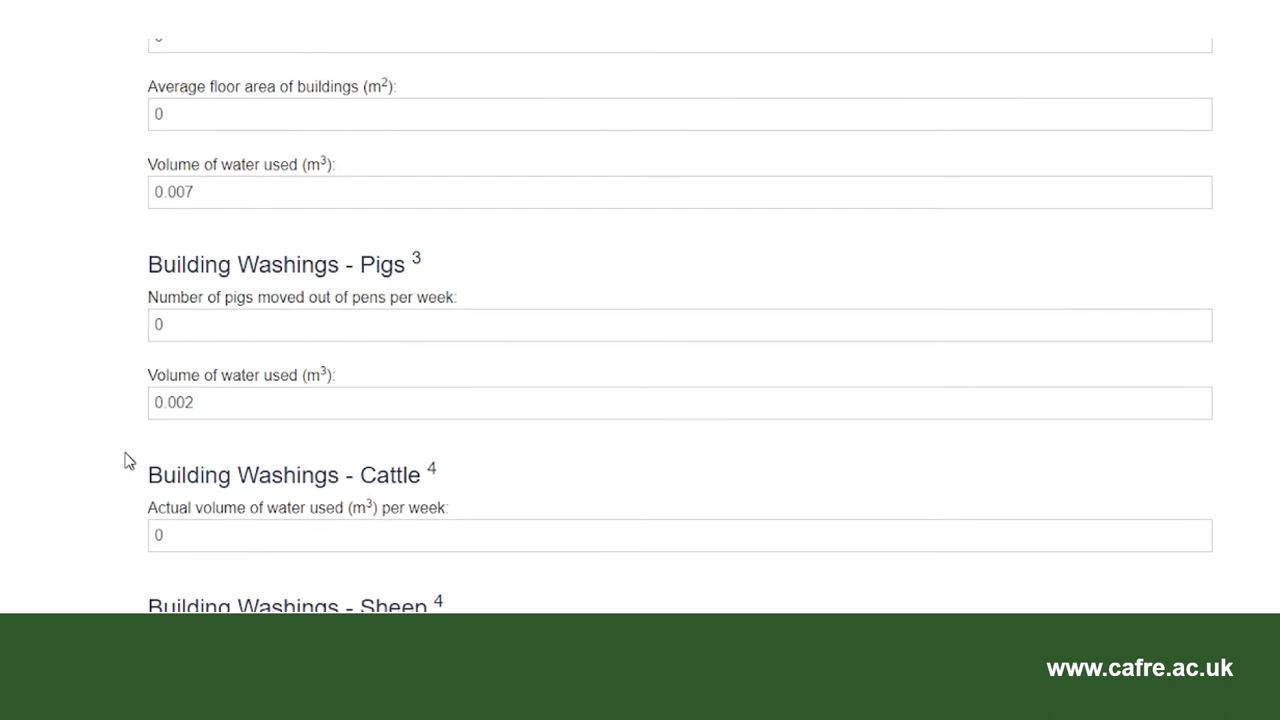 Average floor area of buildings (m²):
0
Volume of water used (m³):
0.007
Building Washings - Pigs ³
Number of pigs moved out of pens per week:
0
Volume of water used (m³):
0.002
Building Washings - Cattle ⁴
Actual volume of water used (m³) per week:
0
Building Washings - Sheep ⁴
www.cafre.ac.uk